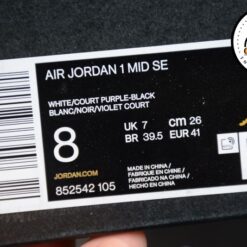 AIR JORDAN 1 MID SE
WHITE/COURT PURPLE-BLACK
BLANC/NOIR/VIOLET COURT
8
UK 7 cm 26
BR 39.5 EUR 41
JORDAN.COM
852542 105
MADE IN CHINA/
FABRIQUÉ EN CHINE/
FABRICADO NA CHINA/
HECHO EN CHINA